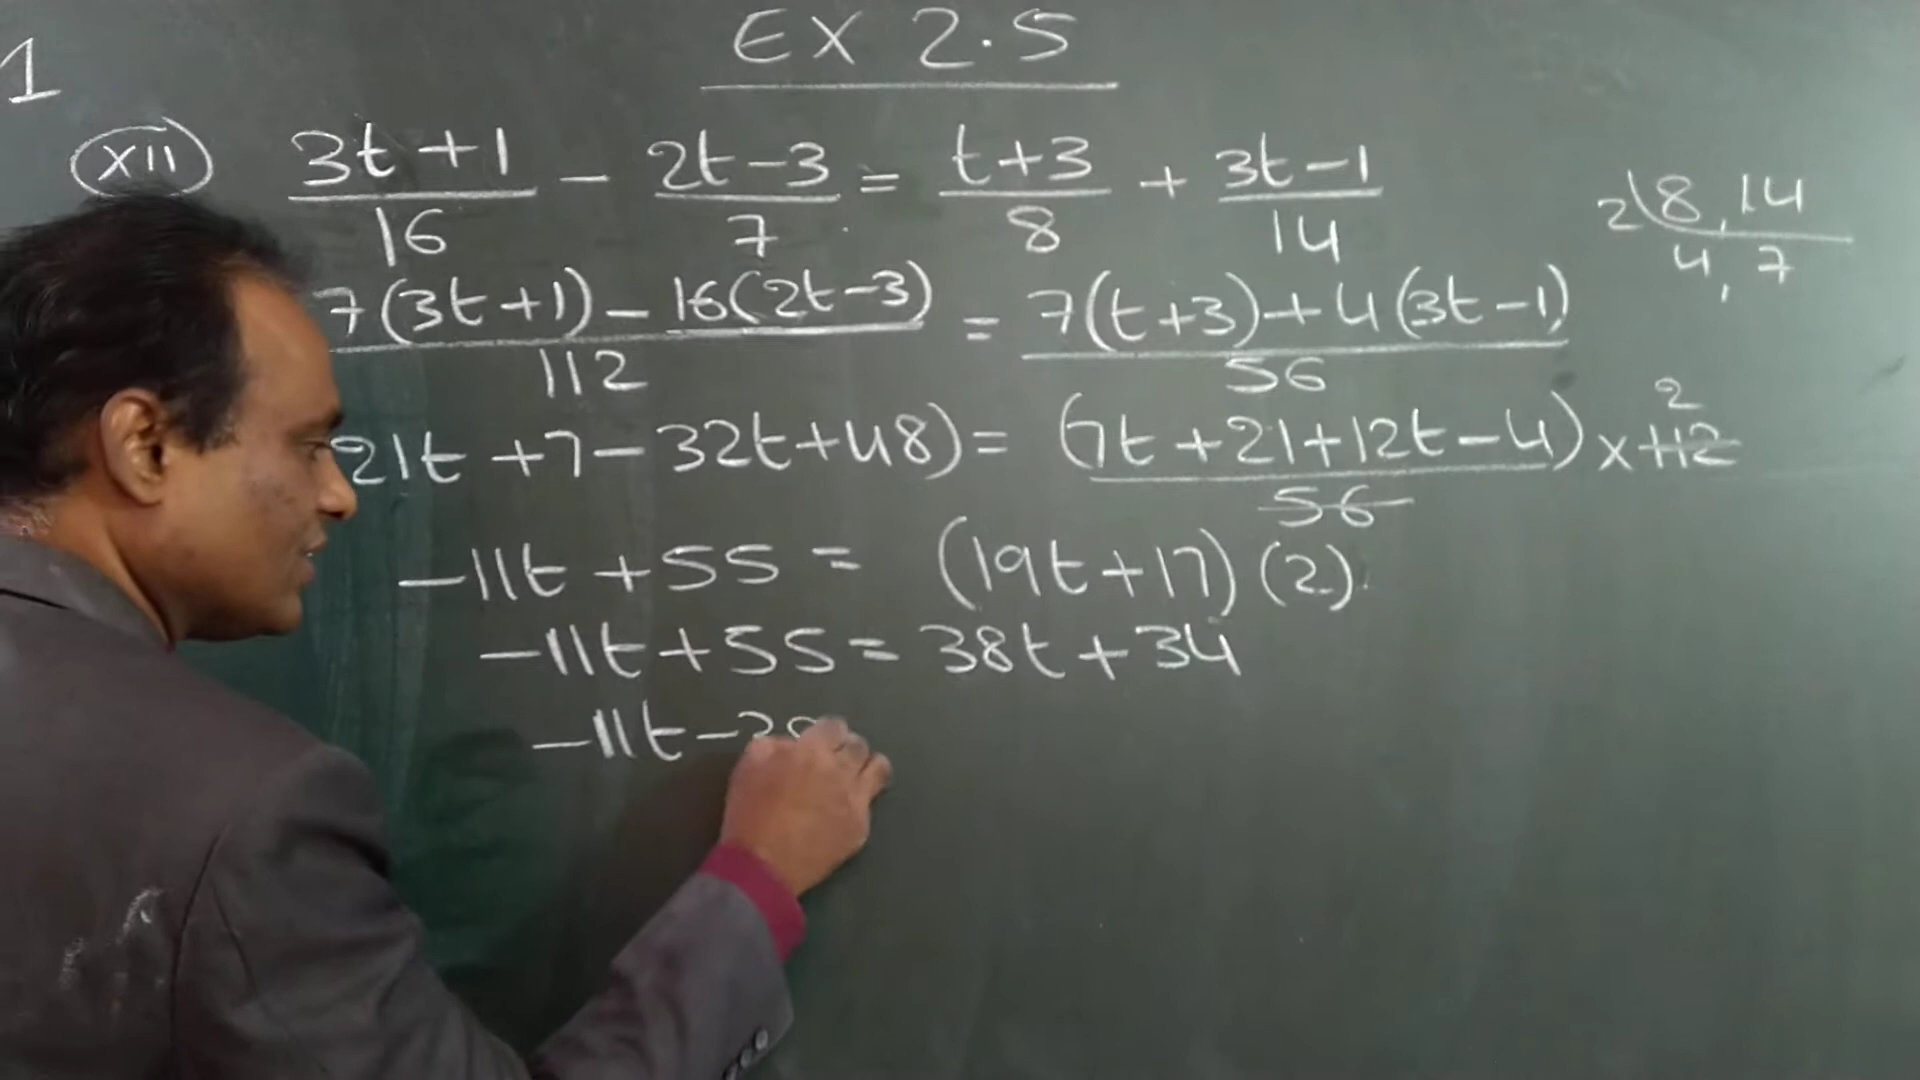 EX 2.5
1
(xii) (3t+1)/16 - (2t-3)/7 = (t+3)/8 + (3t-1)/14
2 | 8, 14
4, 7
(7(3t+1) - 16(2t-3))/112 = (7(t+3)+4(3t-1))/56
21t+7-32t+48) = (7t+21+12t-4)/56 × 112 2
-11t+55 = (19t+17)(2)
-11t+55 = 38t+34
-11t-38